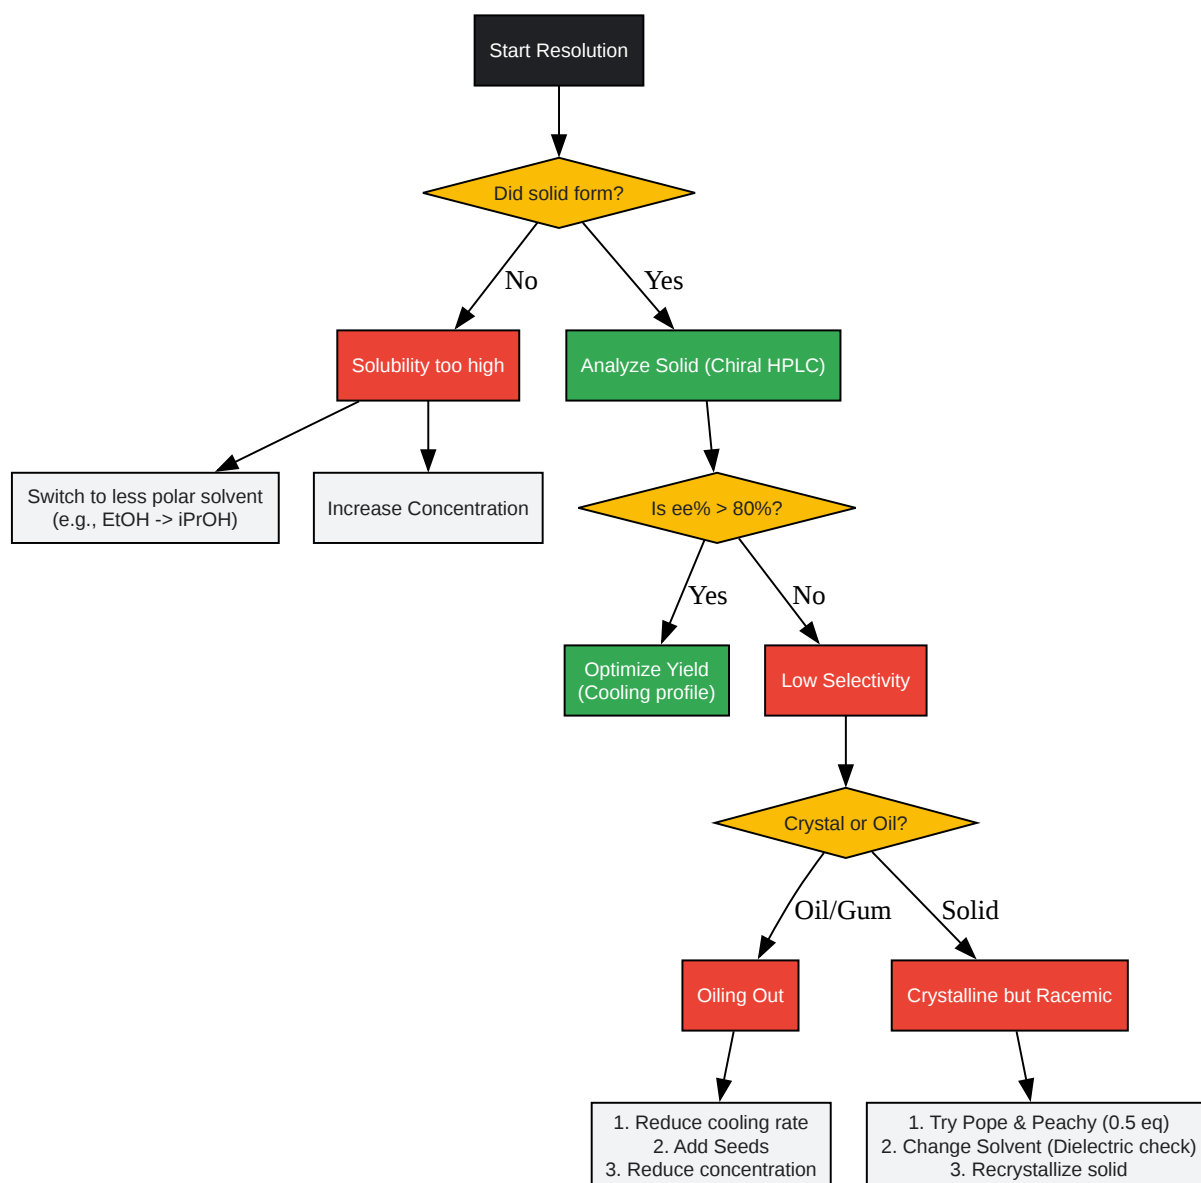 Start Resolution
Did solid form?
No
Yes
Solubility too high
Analyze Solid (Chiral HPLC)
Switch to less polar solvent
(e.g., EtOH -> iPrOH)
Increase Concentration
Is ee% > 80%?
Yes
No
Optimize Yield
(Cooling profile)
Low Selectivity
Crystal or Oil?
Oil/Gum
Solid
Oiling Out
Crystalline but Racemic
1. Reduce cooling rate
2. Add Seeds
3. Reduce concentration
1. Try Pope & Peachy (0.5 eq)
2. Change Solvent (Dielectric check)
3. Recrystallize solid